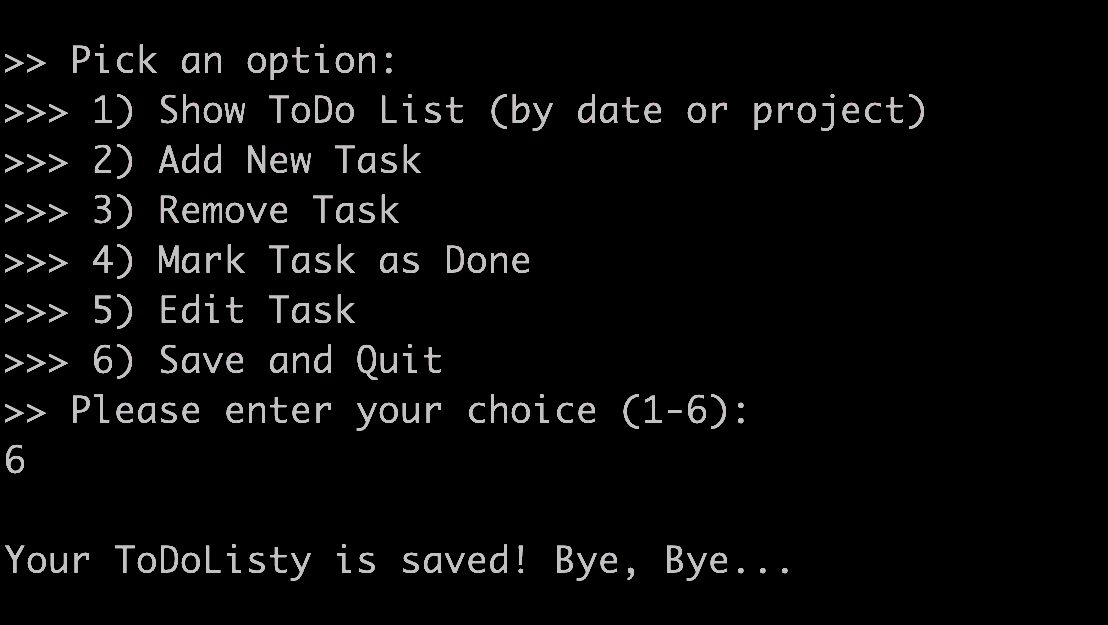 >> Pick an option:
>>> 1) Show ToDo List (by date or project)
>>> 2) Add New Task
>>> 3) Remove Task
>>> 4) Mark Task as Done
>>> 5) Edit Task
>>> 6) Save and Quit
>> Please enter your choice (1-6):
6
Your ToDoListy is saved! Bye, Bye...